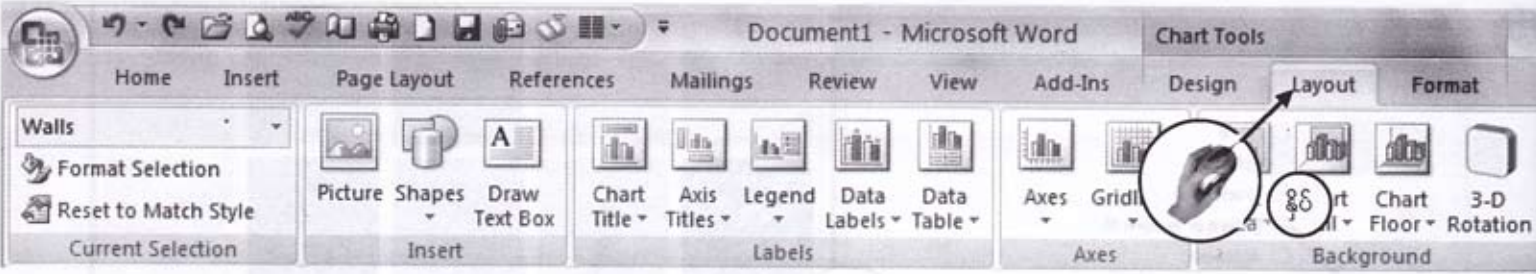 Document1 - Microsoft Word
Chart Tools
Home Insert Page Layout References Mailings Review View Add-Ins Design Layout Format
Walls
Format Selection
Reset to Match Style
Current Selection
Picture Shapes Draw Text Box
Insert
Chart Title Axis Titles Legend Data Labels Data Table
Labels
Axes
Axes
Chart Floor 3-D Rotation
Background